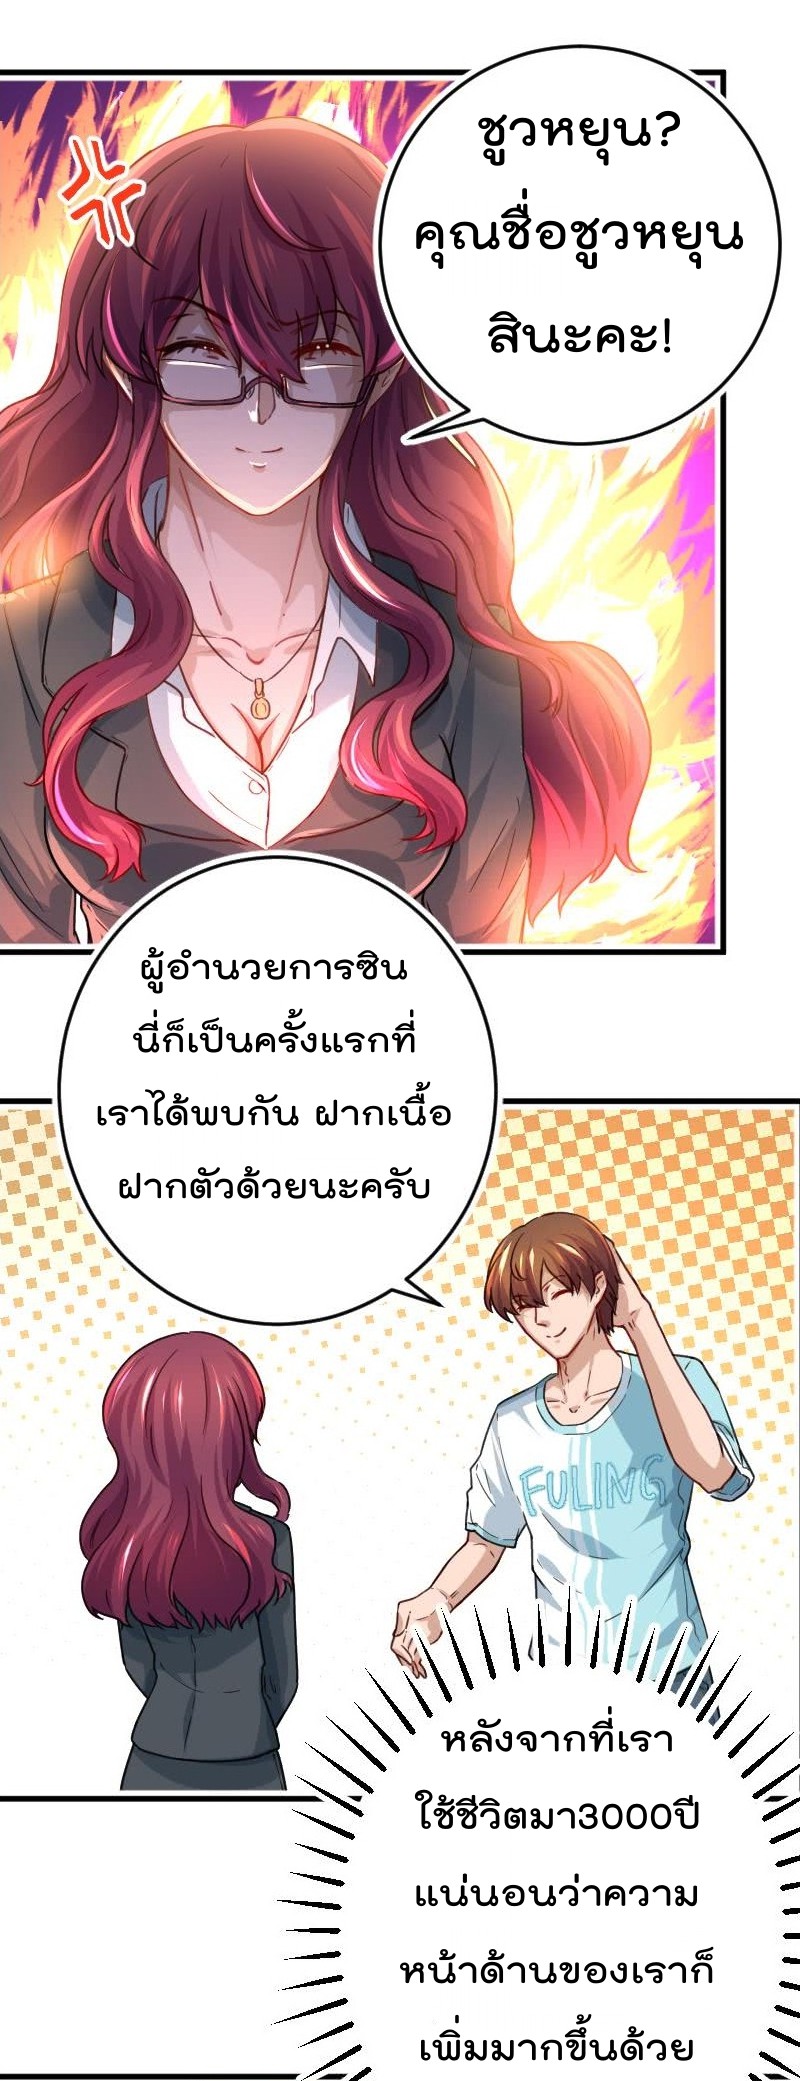 ชูวหยุน?
คุณชื่อชูวหยุน
สินะคะ!
ผู้อำนวยการซิน
นี่ก็เป็นครั้งแรกที่
เราได้พบกัน ฝากเนื้อ
ฝากตัวด้วยนะครับ
FULING
หลังจากที่เรา
ใช้ชีวิตมา3000ปี
แน่นอนว่าความ
หน้าด้านของเราก็
เพิ่มมากขึ้นด้วย